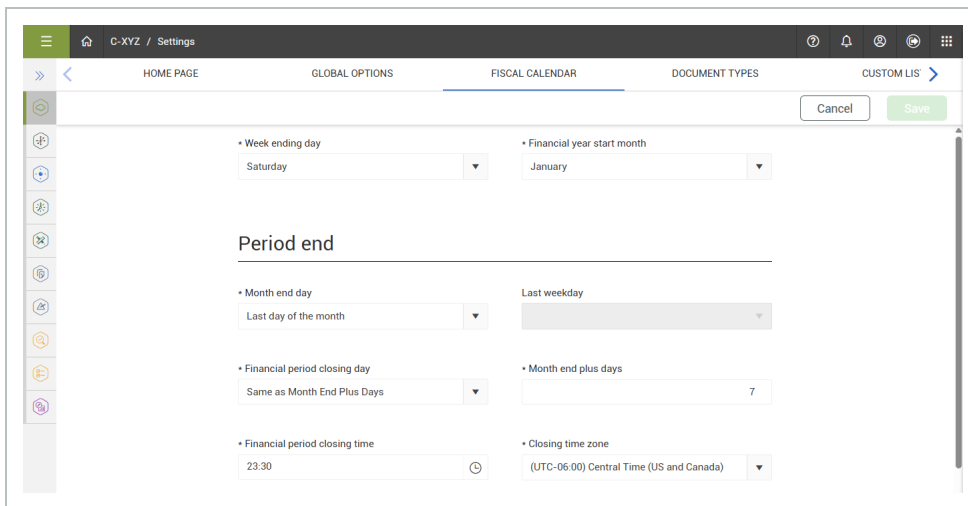 C-XYZ / Settings
HOME PAGE GLOBAL OPTIONS FISCAL CALENDAR DOCUMENT TYPES CUSTOM LIS
Cancel Save
* Week ending day * Financial year start month
Saturday January
Period end
* Month end day Last weekday
Last day of the month
* Financial period closing day * Month end plus days
Same as Month End Plus Days 7
* Financial period closing time * Closing time zone
23:30 (UTC-06:00) Central Time (US and Canada)